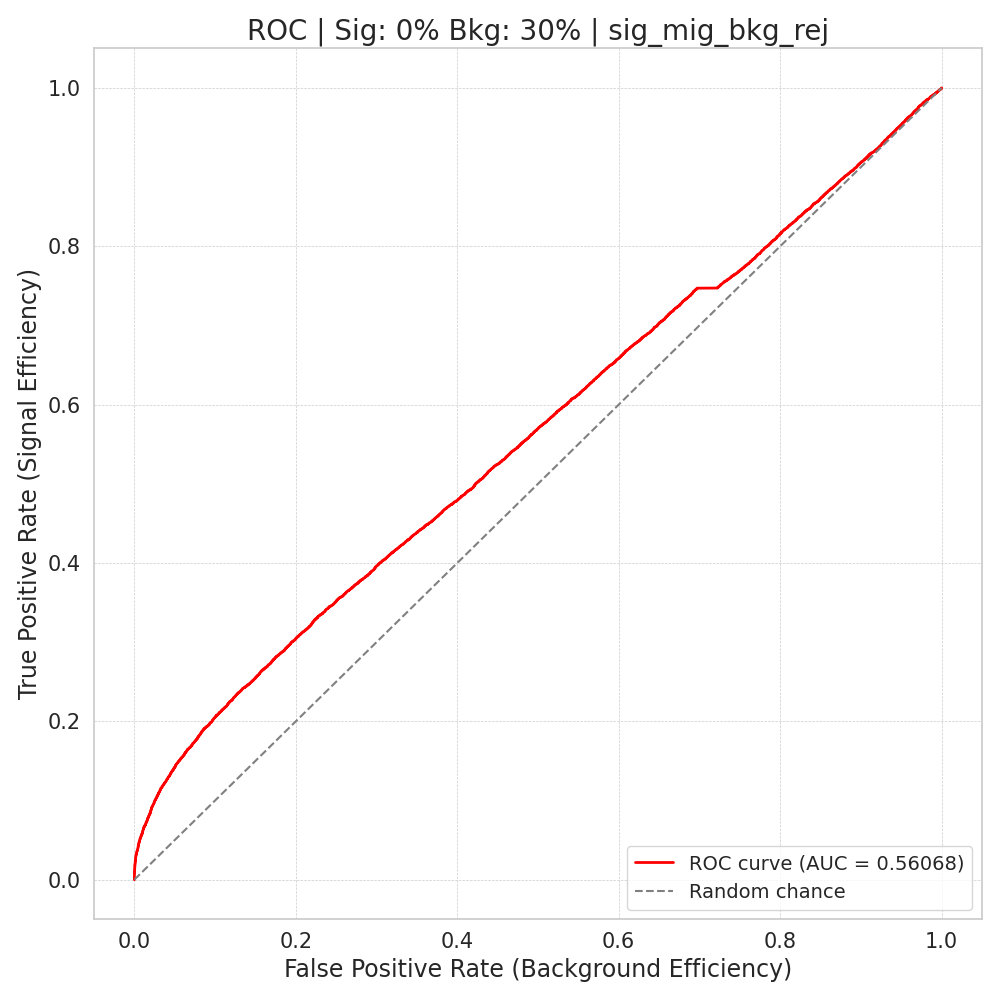 ROC | Sig: 0% Bkg: 30% | sig_mig_bkg_rej
True Positive Rate (Signal Efficiency)
1.0
0.8
0.6
0.4
0.2
0.0
ROC curve (AUC = 0.56068)
Random chance
0.0 0.2 0.4 0.6 0.8 1.0
False Positive Rate (Background Efficiency)